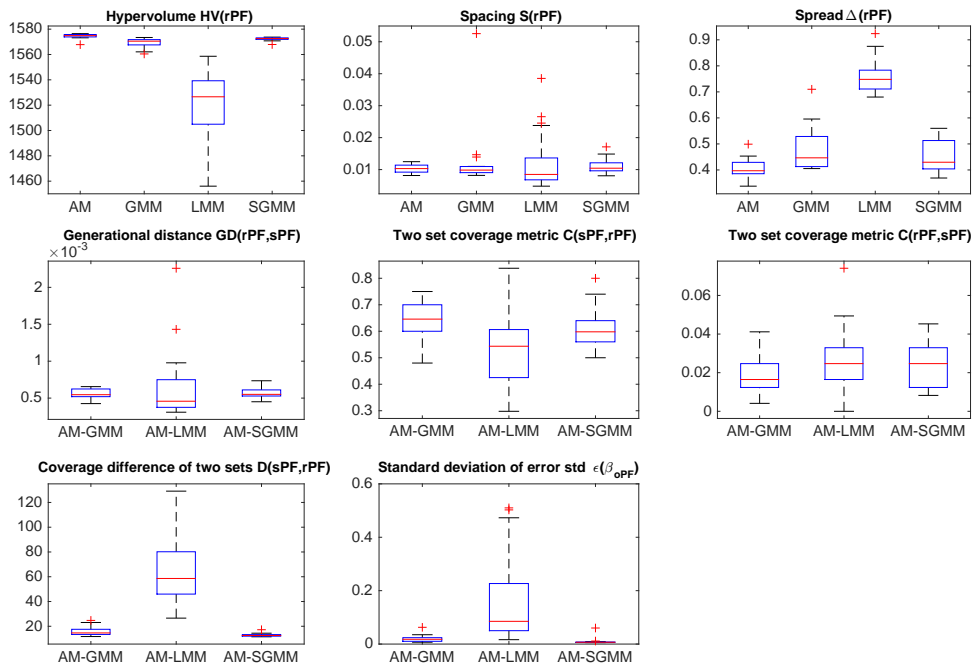 Hypervolume HV(rPF)
1580
1560
1540
1520
1500
1480
1460
AM GMM LMM SGMM
Spacing S(rPF)
0.05
0.04
0.03
0.02
0.01
0
AM GMM LMM SGMM
Spread Δ(rPF)
0.9
0.8
0.7
0.6
0.5
0.4
AM GMM LMM SGMM
Generational distance GD(rPF,sPF)
×10⁻³
2
1.5
1
0.5
AM-GMM AM-LMM AM-SGMM
Two set coverage metric C(sPF,rPF)
0.8
0.7
0.6
0.5
0.4
0.3
AM-GMM AM-LMM AM-SGMM
Two set coverage metric C(rPF,sPF)
0.06
0.04
0.02
0
AM-GMM AM-LMM AM-SGMM
Coverage difference of two sets D(sPF,rPF)
120
100
80
60
40
20
AM-GMM AM-LMM AM-SGMM
Standard deviation of error std ϵ(β_oPF)
0.6
0.4
0.2
0
AM-GMM AM-LMM AM-SGMM